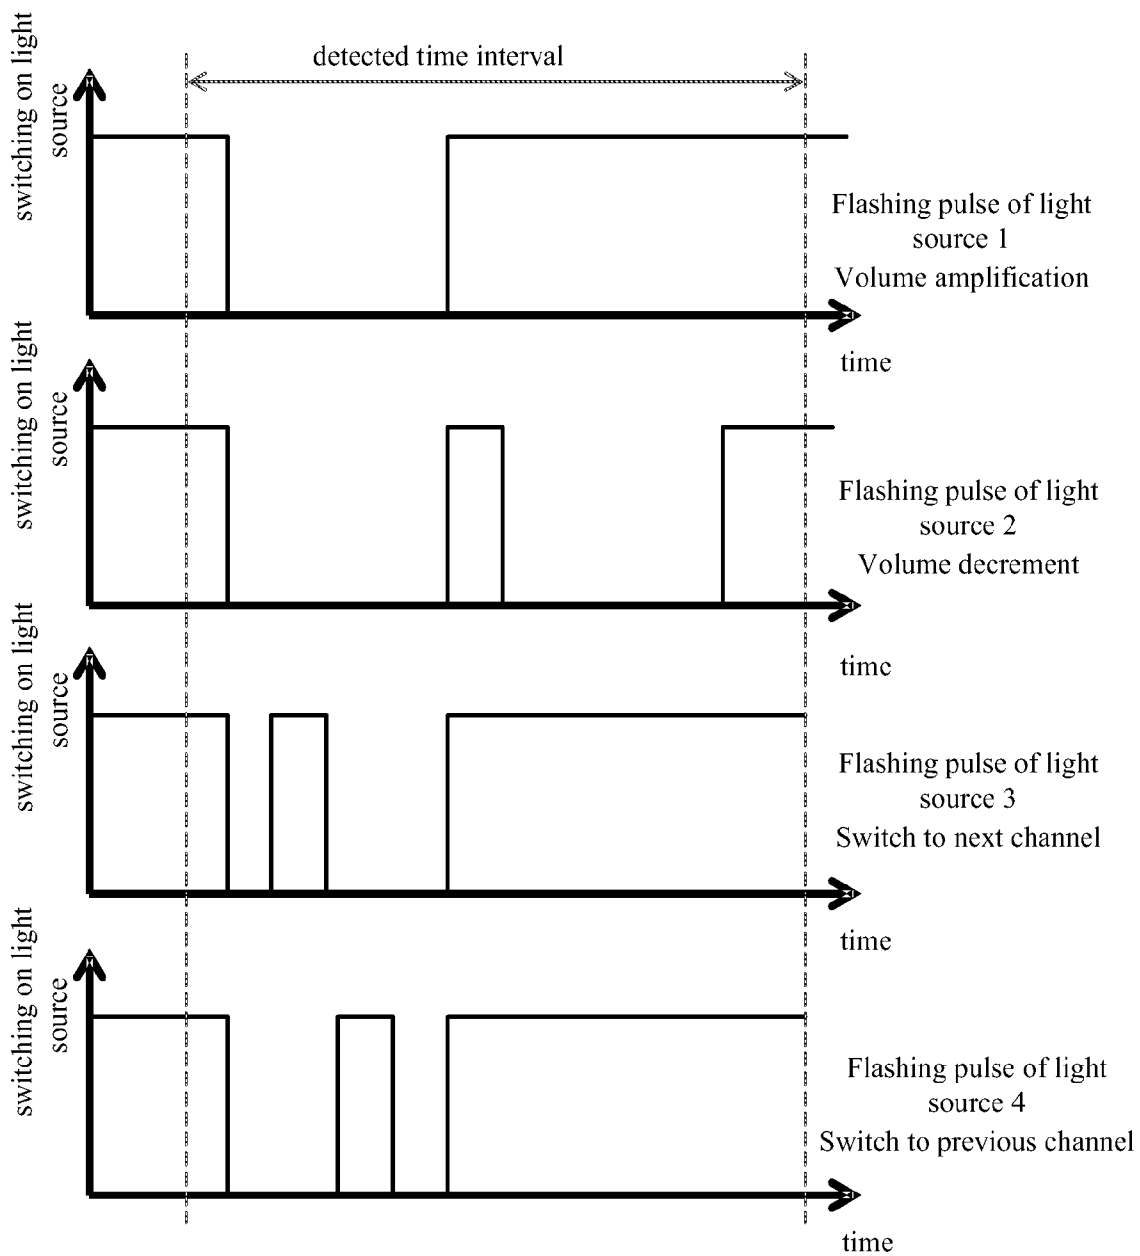 detected time interval
switching on light
source
Flashing pulse of light
source 1
Volume amplification
time
switching on light
source
Flashing pulse of light
source 2
Volume decrement
timc
switching on light
source
Flashing pulse of light
source 3
Switch to next channel
time
switching on light
source
Flashing pulse of light
source 4
Switch to previous channel
time